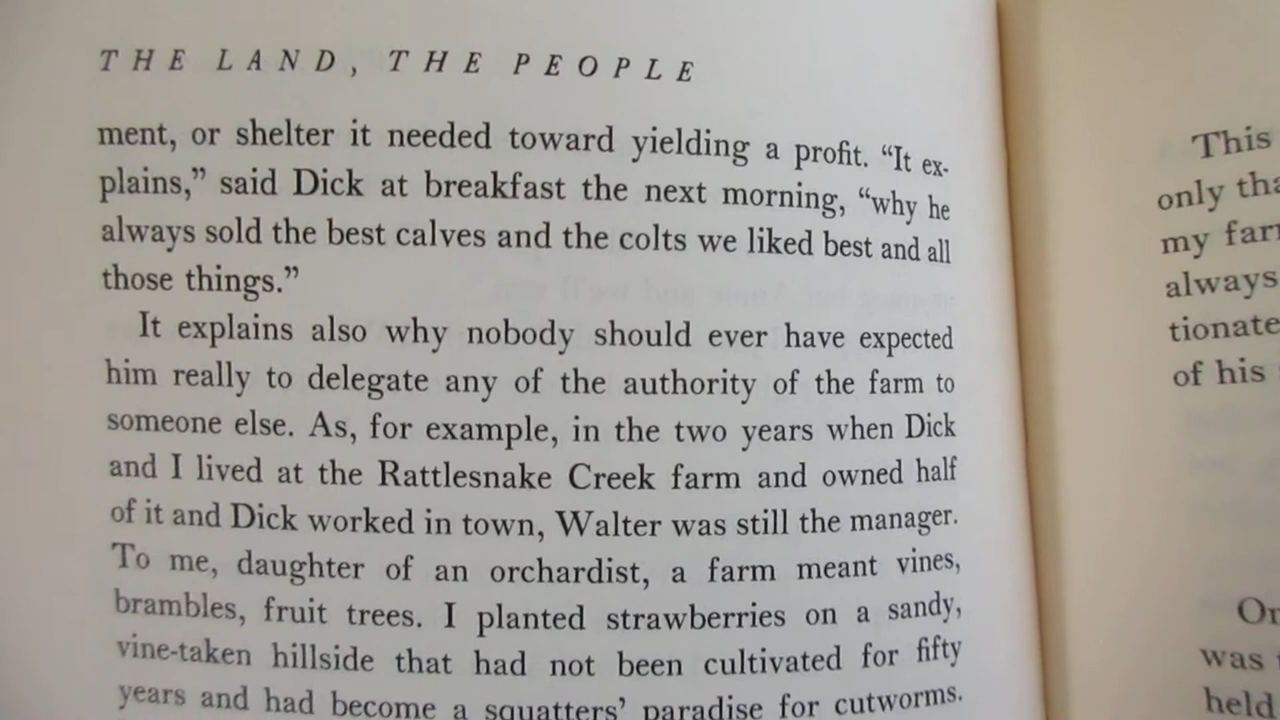 THE LAND, THE PEOPLE
ment, or shelter it needed toward yielding a profit. “It ex-
plains,” said Dick at breakfast the next morning, “why he
always sold the best calves and the colts we liked best and all
those things.”
It explains also why nobody should ever have expected
him really to delegate any of the authority of the farm to
someone else. As, for example, in the two years when Dick
and I lived at the Rattlesnake Creek farm and owned half
of it and Dick worked in town, Walter was still the manager.
To me, daughter of an orchardist, a farm meant vines,
brambles, fruit trees. I planted strawberries on a sandy,
vine-taken hillside that had not been cultivated for fifty
years and had become a squatters’ paradise for cutworms.
This
only
my
always
tionate
of his
was
held